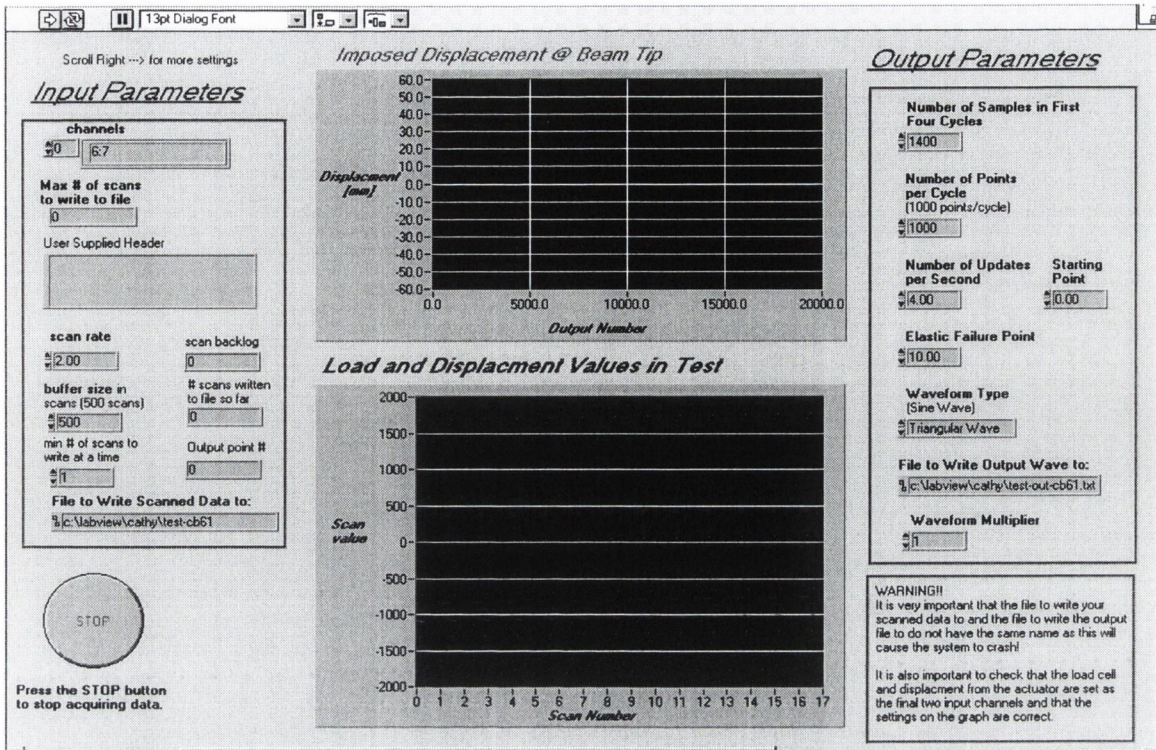 13pt Dialog Font
Scroll Right ---> for more settings
Input Parameters
channels
0
6:7
Max # of scans
to write to file
0
User Supplied Header
scan rate
2.00
scan backlog
0
buffer size in
scans (500 scans)
500
# scans written
to file so far
0
min # of scans to
write at a time
1
Output point #
0
File to Write Scanned Data to:
c:\labview\cathy\test-cb61
STOP
Press the STOP button
to stop acquiring data.
Imposed Displacement @ Beam Tip
60.0
50.0
40.0
30.0
20.0
10.0
0.0
-10.0
-20.0
-30.0
-40.0
-50.0
-60.0
Displacment
[mm]
0.0 5000.0 10000.0 15000.0 20000.0
Output Number
Load and Displacment Values in Test
2000
1500
1000
500
0
-500
-1000
-1500
-2000
Scan
value
0 1 2 3 4 5 6 7 8 9 10 11 12 13 14 15 16 17
Scan Number
Output Parameters
Number of Samples in First
Four Cycles
1400
Number of Points
per Cycle
(1000 points/cycle)
1000
Number of Updates
per Second
4.00
Starting
Point
0.00
Elastic Failure Point
10.00
Waveform Type
(Sine Wave)
Triangular Wave
File to Write Output Wave to:
c:\labview\cathy\test-out-cb61.txt
Waveform Multiplier
1
WARNING!!
It is very important that the file to write your
scanned data to and the file to write the output
file to do not have the same name as this will
cause the system to crash!
It is also important to check that the load cell
and displacment from the actuator are set as
the final two input channels and that the
settings on the graph are correct.